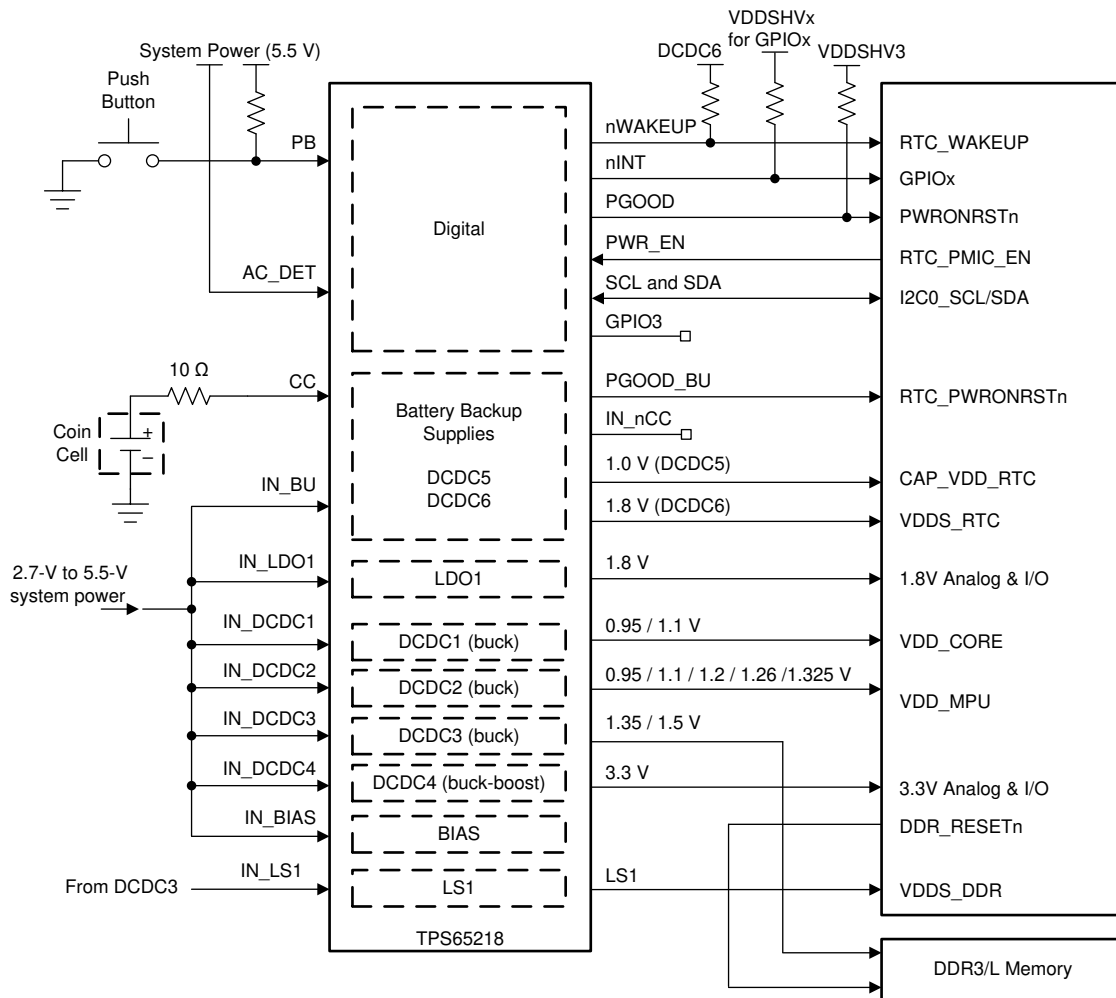 System Power (5.5 V)
Push
Button
PB
AC_DET
10 Ω
CC
Coin
Cell
+
–
IN_BU
2.7-V to 5.5-V
system power
IN_LDO1
IN_DCDC1
IN_DCDC2
IN_DCDC3
IN_DCDC4
IN_BIAS
From DCDC3
IN_LS1
Digital
Battery Backup
Supplies
DCDC5
DCDC6
LDO1
DCDC1 (buck)
DCDC2 (buck)
DCDC3 (buck)
DCDC4 (buck-boost)
BIAS
LS1
TPS65218
DCDC6
VDDSHVx
for GPIOx
VDDSHV3
nWAKEUP
nINT
PGOOD
PWR_EN
SCL and SDA
GPIO3
PGOOD_BU
IN_nCC
1.0 V (DCDC5)
1.8 V (DCDC6)
1.8 V
0.95 / 1.1 V
0.95 / 1.1 / 1.2 / 1.26 /1.325 V
1.35 / 1.5 V
3.3 V
LS1
RTC_WAKEUP
GPIOx
PWRONRSTn
RTC_PMIC_EN
I2C0_SCL/SDA
RTC_PWRONRSTn
CAP_VDD_RTC
VDDS_RTC
1.8V Analog & I/O
VDD_CORE
VDD_MPU
3.3V Analog & I/O
DDR_RESETn
VDDS_DDR
DDR3/L Memory